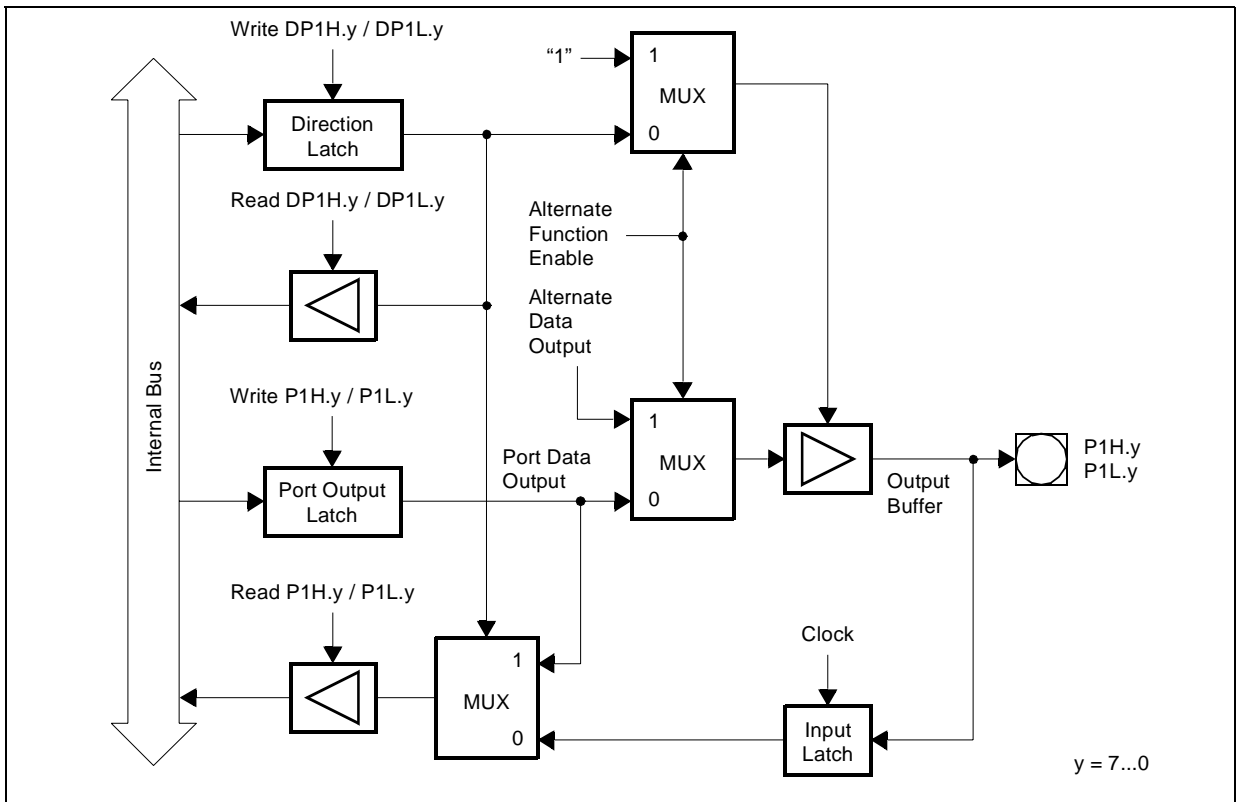 Write DP1H.y / DP1L.y
“1”
1
MUX
0
Direction
Latch
Read DP1H.y / DP1L.y
Alternate
Function
Enable
Alternate
Data
Output
Internal Bus
Write P1H.y / P1L.y
Port Data
Output
1
MUX
0
Port Output
Latch
Output
Buffer
P1H.y
P1L.y
Read P1H.y / P1L.y
Clock
1
MUX
0
Input
Latch
y = 7...0